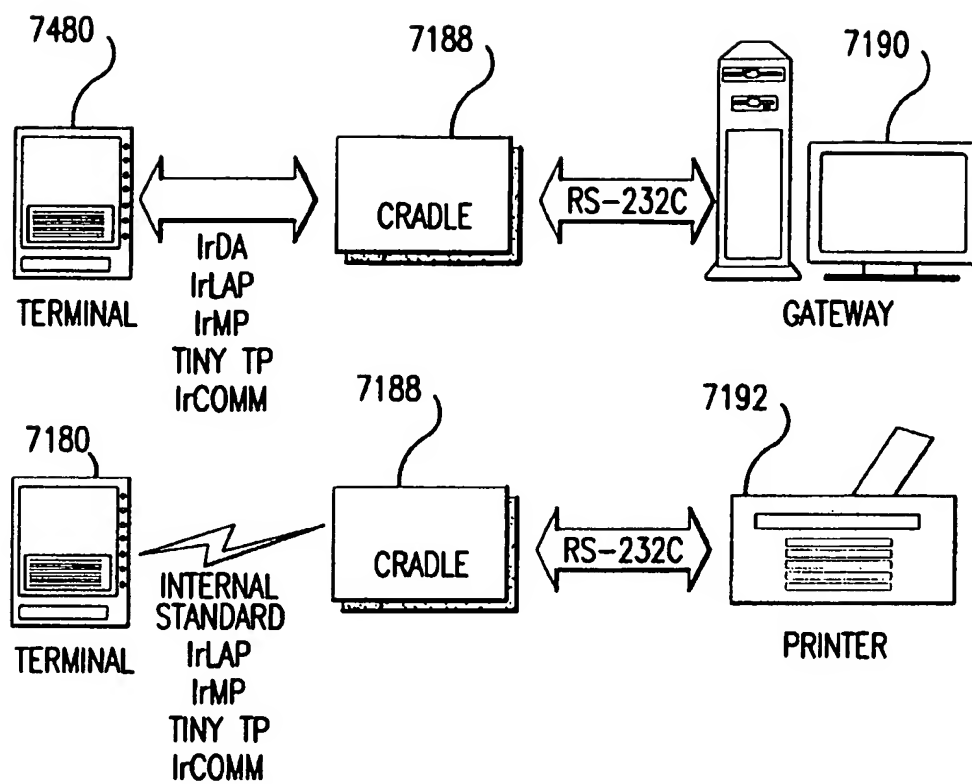 7480
7188
7190
CRADLE
RS-232C
IrDA
IrLAP
IrMP
TINY TP
IrCOMM
TERMINAL
GATEWAY
7180
7188
7192
CRADLE
RS-232C
INTERNAL
STANDARD
IrLAP
IrMP
TINY TP
IrCOMM
TERMINAL
PRINTER